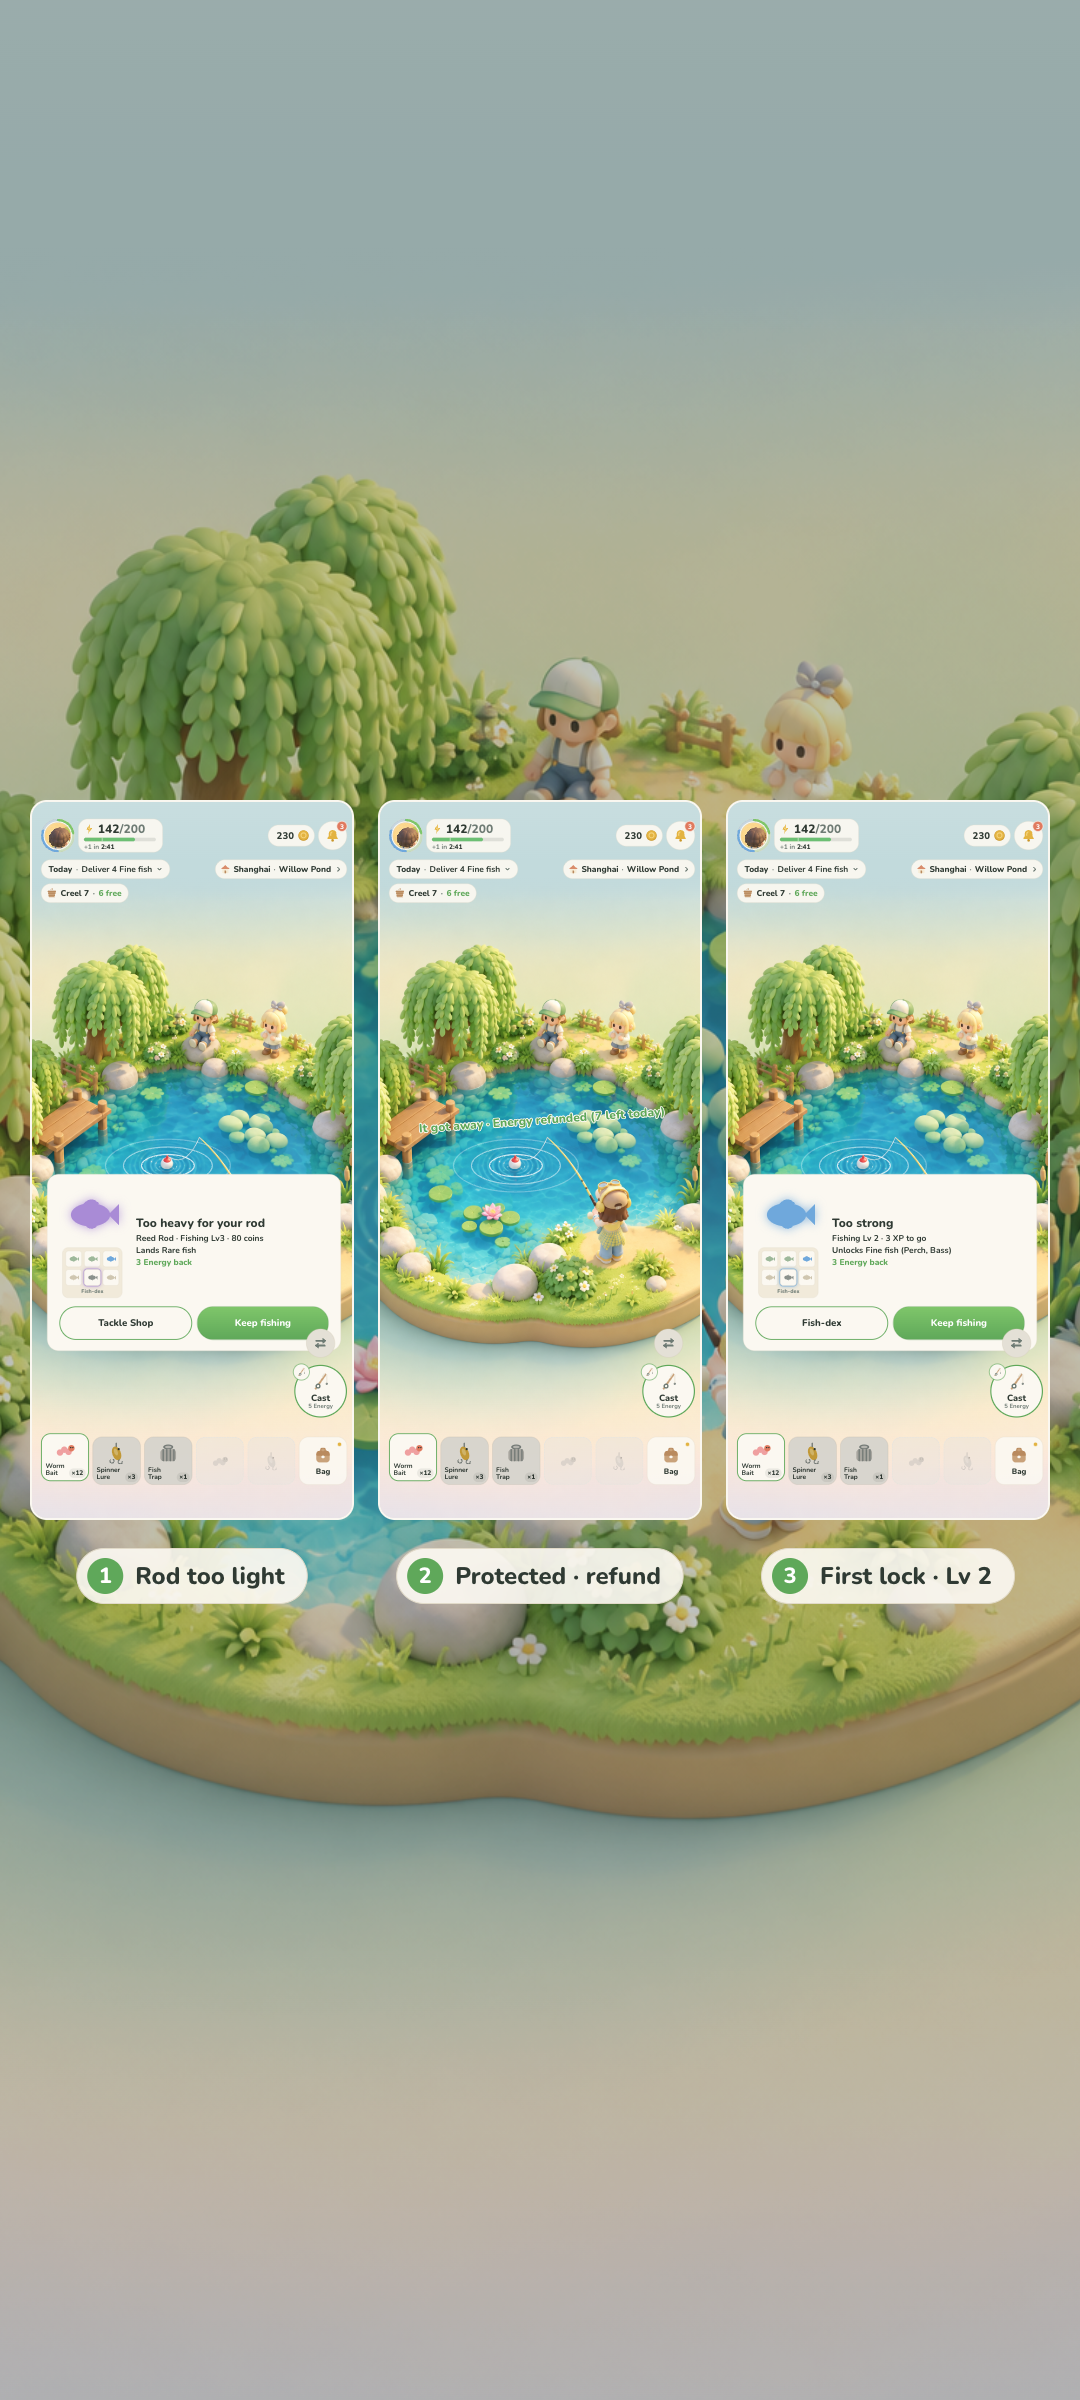 142/200
+1 in 2:41
230
3
Today · Deliver 4 Fine fish
Shanghai · Willow Pond
Creel 7 · 6 free
Too heavy for your rod
Reed Rod · Fishing Lv3 · 80 coins
Lands Rare fish
3 Energy back
Fish-dex
Tackle Shop
Keep fishing
Cast
5 Energy
Worm Bait ×12
Spinner Lure ×3
Fish Trap ×1
Bag
1 Rod too light
142/200
+1 in 2:41
230
3
Today · Deliver 4 Fine fish
Shanghai · Willow Pond
Creel 7 · 6 free
It got away · Energy refunded (7 left today)
Cast
5 Energy
Worm Bait ×12
Spinner Lure ×3
Fish Trap ×1
Bag
2 Protected · refund
142/200
+1 in 2:41
230
3
Today · Deliver 4 Fine fish
Shanghai · Willow Pond
Creel 7 · 6 free
Too strong
Fishing Lv 2 · 3 XP to go
Unlocks Fine fish (Perch, Bass)
3 Energy back
Fish-dex
Fish-dex
Keep fishing
Cast
5 Energy
Worm Bait ×12
Spinner Lure ×3
Fish Trap ×1
Bag
3 First lock · Lv 2